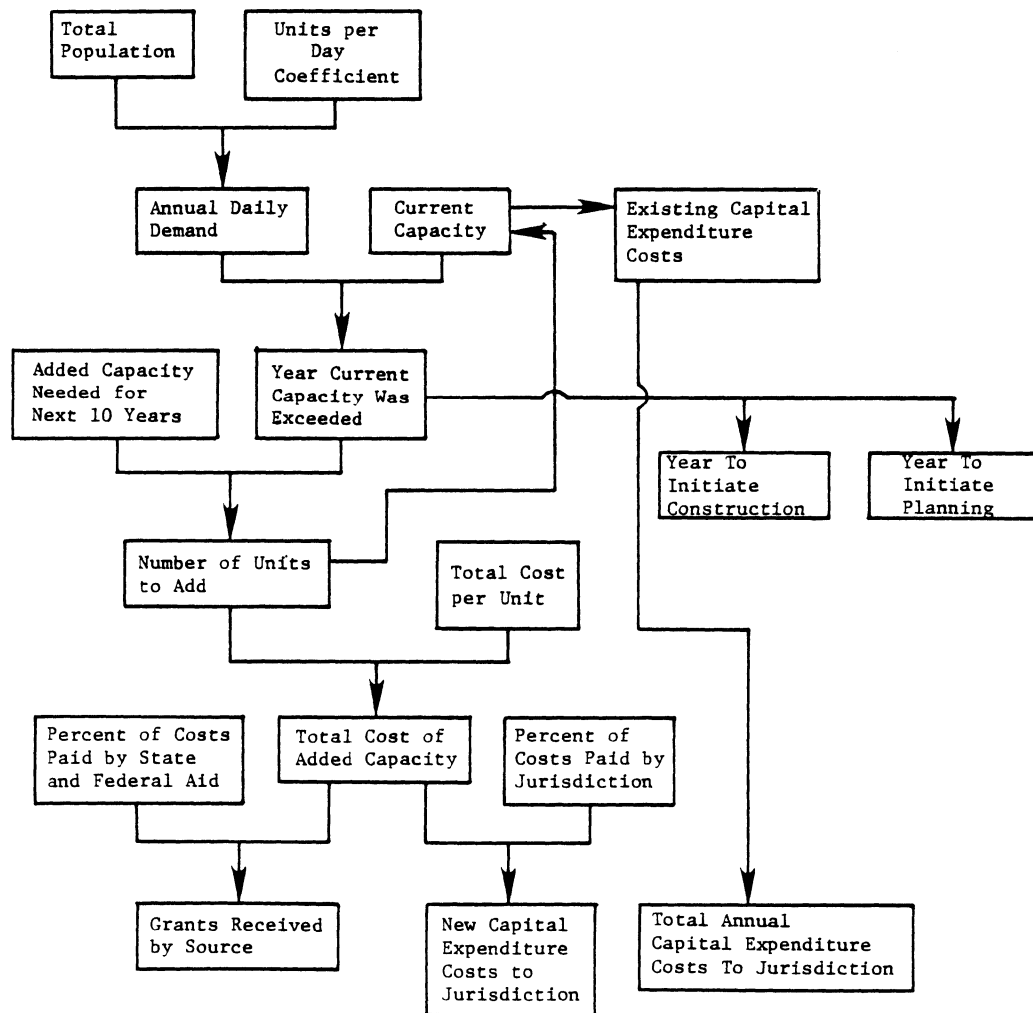 Total
Population
Units per
Day
Coefficient
Annual Daily
Demand
Current
Capacity
Existing Capital
Expenditure
Costs
Added Capacity
Needed for
Next 10 Years
Year Current
Capacity Was
Exceeded
Year To
Initiate
Construction
Year To
Initiate
Planning
Number of Units
to Add
Total Cost
per Unit
Percent of Costs
Paid by State
and Federal Aid
Total Cost of
Added Capacity
Percent of
Costs Paid by
Jurisdiction
Grants Received
by Source
New Capital
Expenditure
Costs to
Jurisdiction
Total Annual
Capital Expenditure
Costs To Jurisdiction